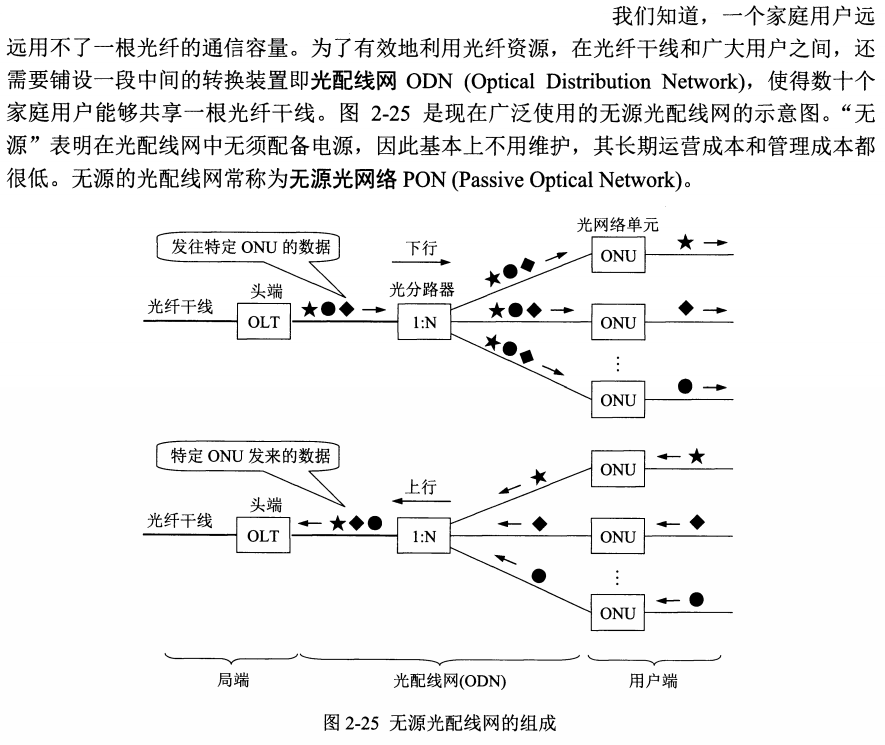 我们知道，一个家庭用户远
远用不了一根光纤的通信容量。为了有效地利用光纤资源，在光纤干线和广大用户之间，还
需要铺设一段中间的转换装置即光配线网 ODN (Optical Distribution Network)，使得数十个
家庭用户能够共享一根光纤干线。图 2-25 是现在广泛使用的无源光配线网的示意图。“无
源”表明在光配线网中无须配备电源，因此基本上不用维护，其长期运营成本和管理成本都
很低。无源的光配线网常称为无源光网络 PON (Passive Optical Network)。
光网络单元
发往特定 ONU 的数据
下行
ONU
头端
光分路器
光纤干线
OLT
1:N
ONU
⋮
ONU
特定 ONU 发来的数据
上行
ONU
头端
光纤干线
OLT
1:N
ONU
⋮
ONU
局端
光配线网(ODN)
用户端
图 2-25 无源光配线网的组成